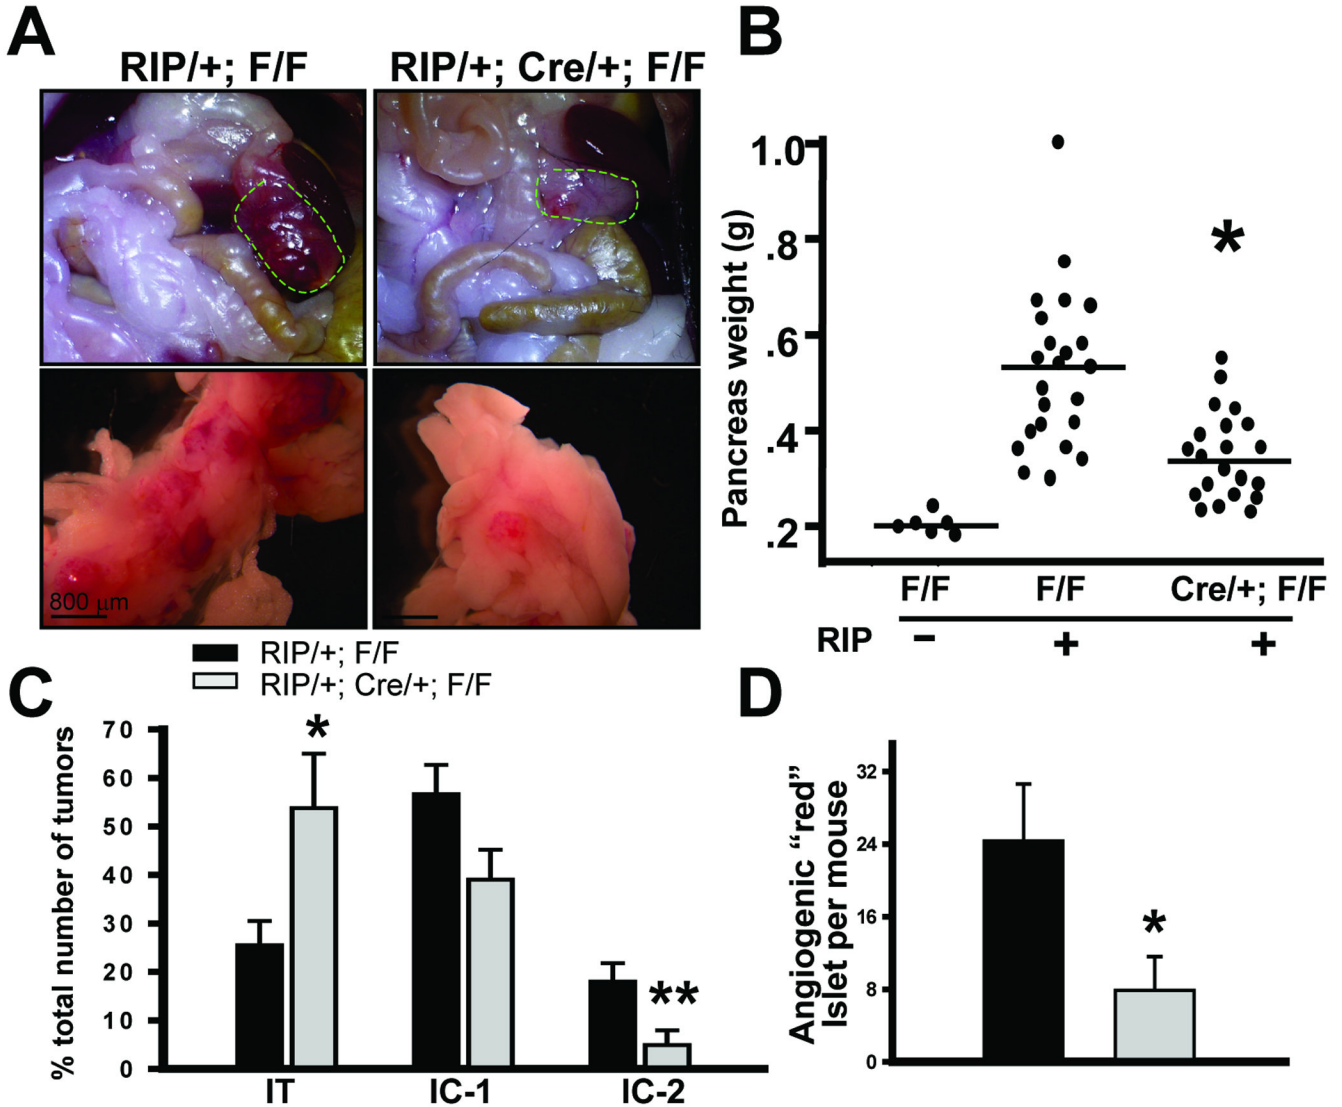 A
RIP/+; F/F
RIP/+; Cre/+; F/F
800 µm
B
Pancreas weight (g)
1.0
.8
.6
.4
.2
*
F/F
F/F
Cre/+; F/F
RIP
–
+
+
C
RIP/+; F/F
RIP/+; Cre/+; F/F
% total number of tumors
70
60
50
40
30
20
10
0
*
**
IT
IC-1
IC-2
D
Angiogenic “red”
Islet per mouse
32
24
16
8
0
*